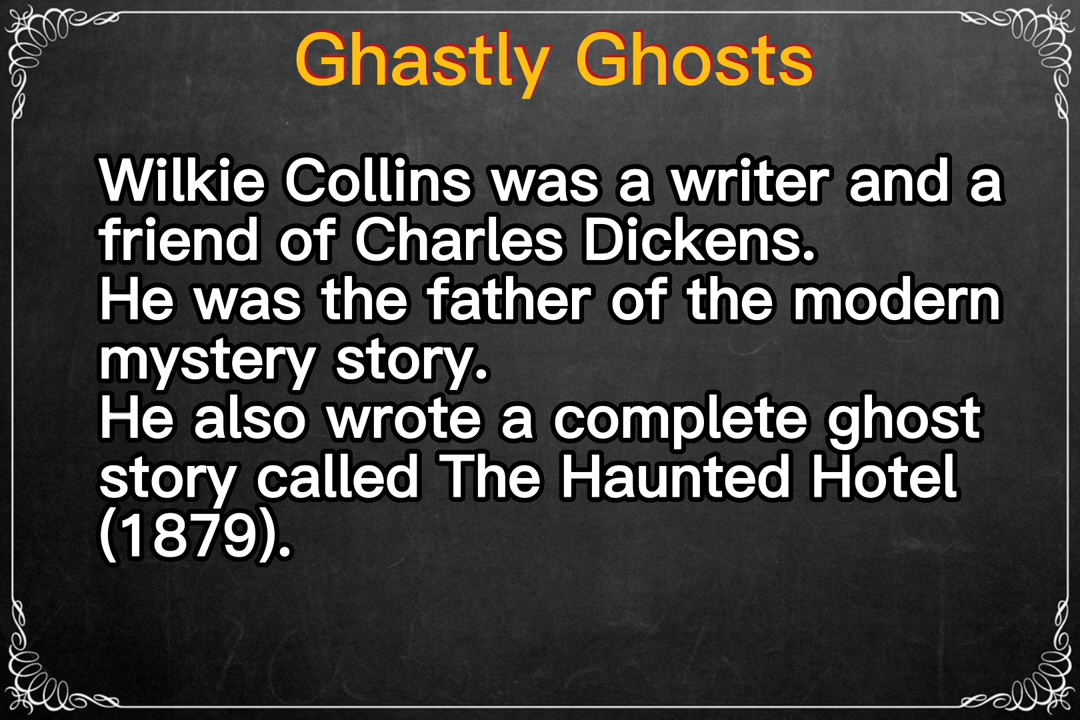 Ghastly Ghosts
Wilkie Collins was a writer and a
friend of Charles Dickens.
He was the father of the modern
mystery story.
He also wrote a complete ghost
story called The Haunted Hotel
(1879).